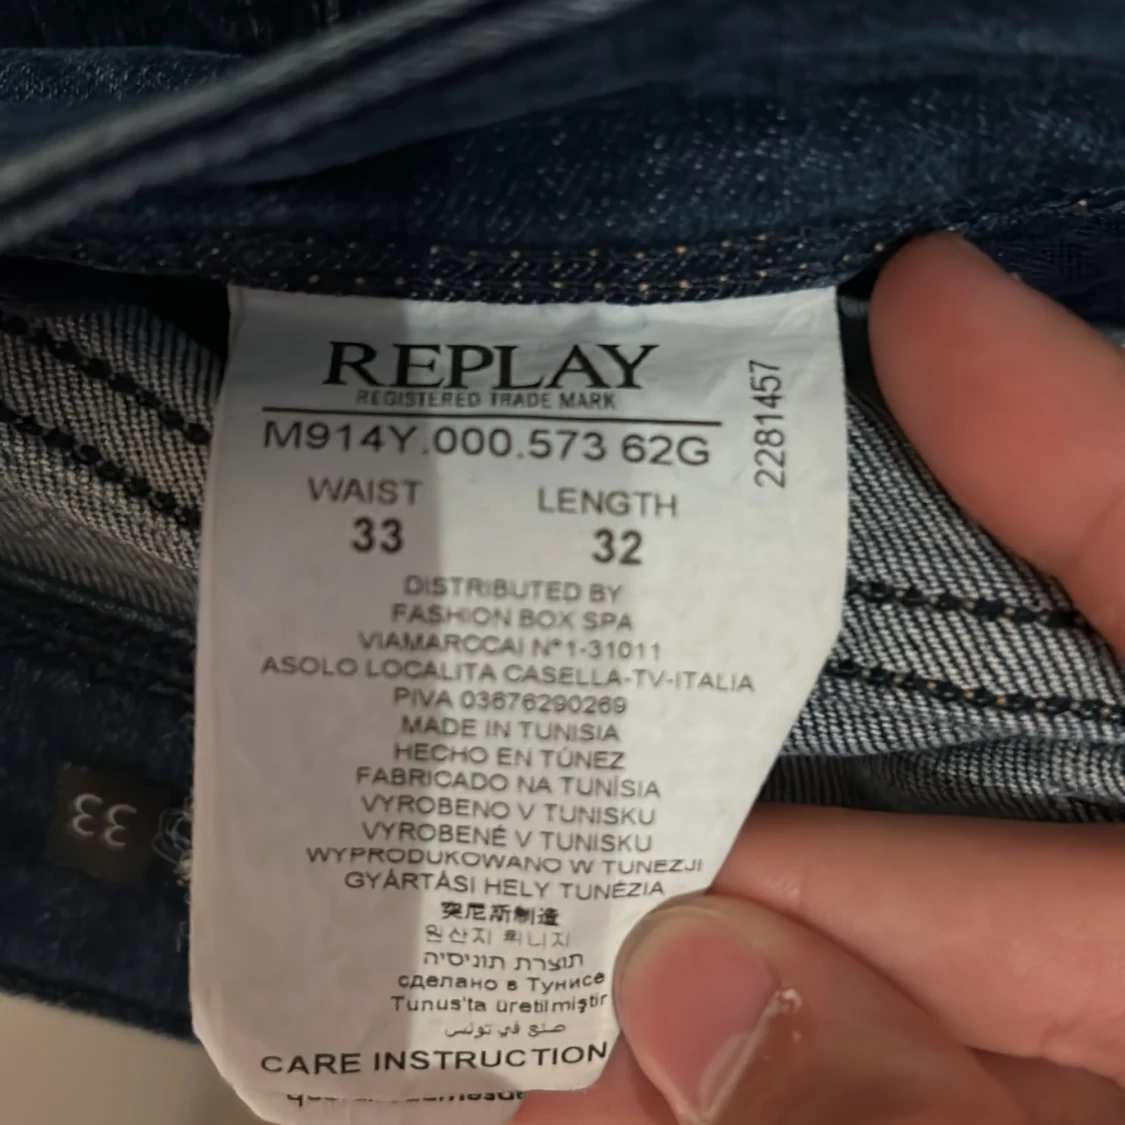 REPLAY
REGISTERED TRADE MARK
M914Y.000.573 62G
2281457
WAIST LENGTH
33 32
DISTRIBUTED BY
FASHION BOX SPA
VIAMARCCAI N°1-31011
ASOLO LOCALITA CASELLA-TV-ITALIA
PIVA 03676290269
MADE IN TUNISIA
HECHO EN TÚNEZ
FABRICADO NA TUNÍSIA
VYROBENO V TUNISKU
VYROBENÉ V TUNISKU
WYPRODUKOWANO W TUNEZJI
GYÁRTÁSI HELY TUNÉZIA
突尼斯制造
원산지 튀니지
תוצרת תוניסיה
сделано в Тунисе
Tunus'ta üretilmiştir
صنع في تونس
CARE INSTRUCTION
33